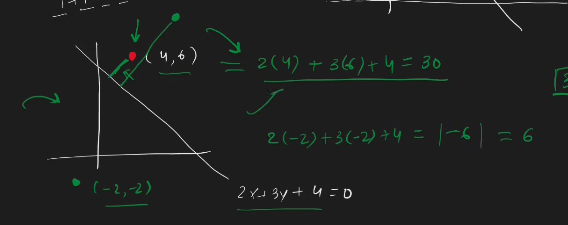 (4,6) = 2(4) + 3(6) + 4 = 30
2(-2) + 3(-2) + 4 = |-6| = 6
(-2,-2)
2x+3y+4=0